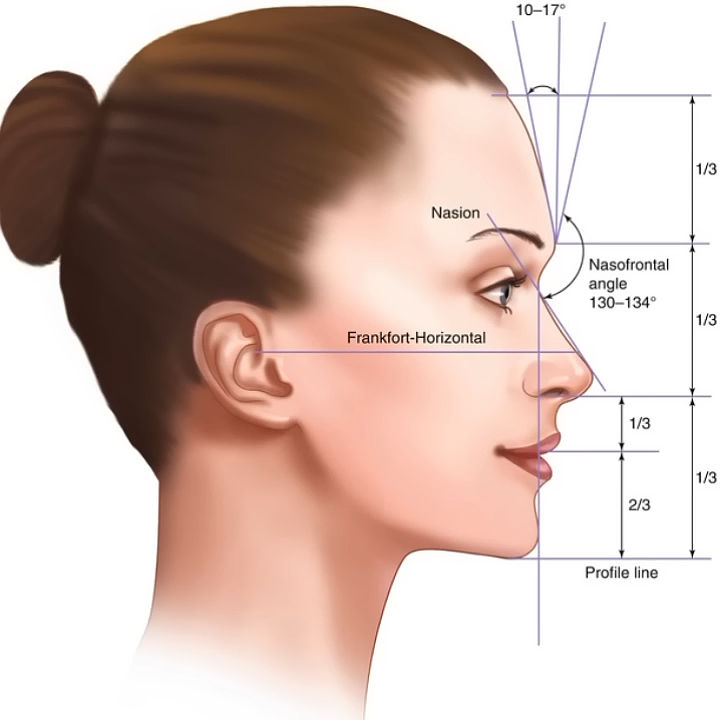 10–17°
1/3
Nasion
Nasofrontal
angle
130–134°
1/3
Frankfort-Horizontal
1/3
1/3
2/3
Profile line